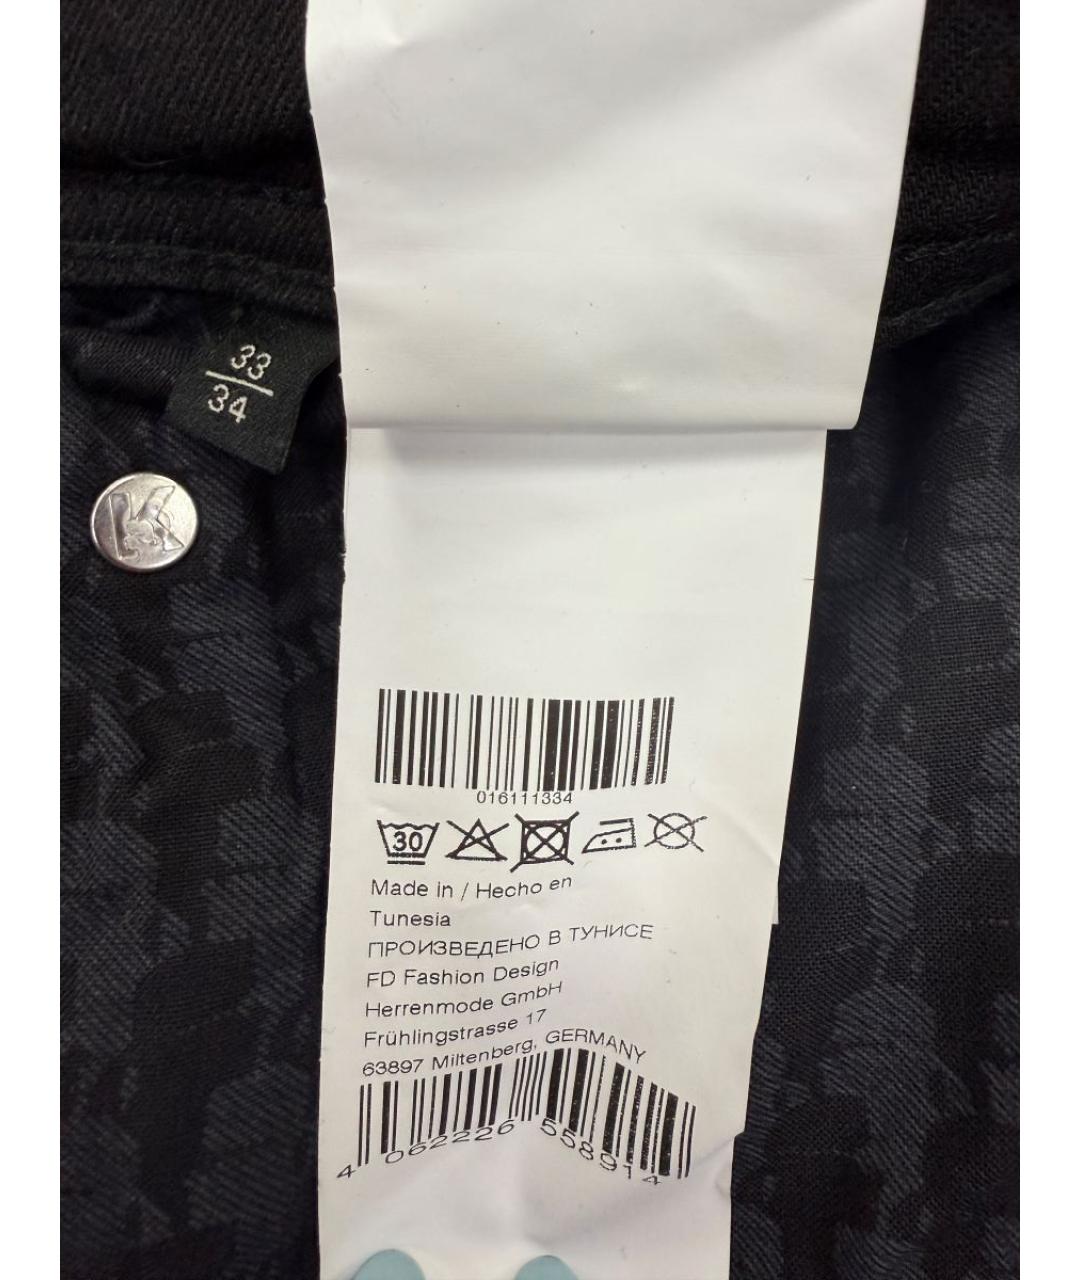 33
34
016111334
30
Made in / Hecho en
Tunesia
ПРОИЗВЕДЕНО В ТУНИСЕ
FD Fashion Design
Herrenmode GmbH
Frühlingstrasse 17
63897 Miltenberg, GERMANY
4 062226 558914